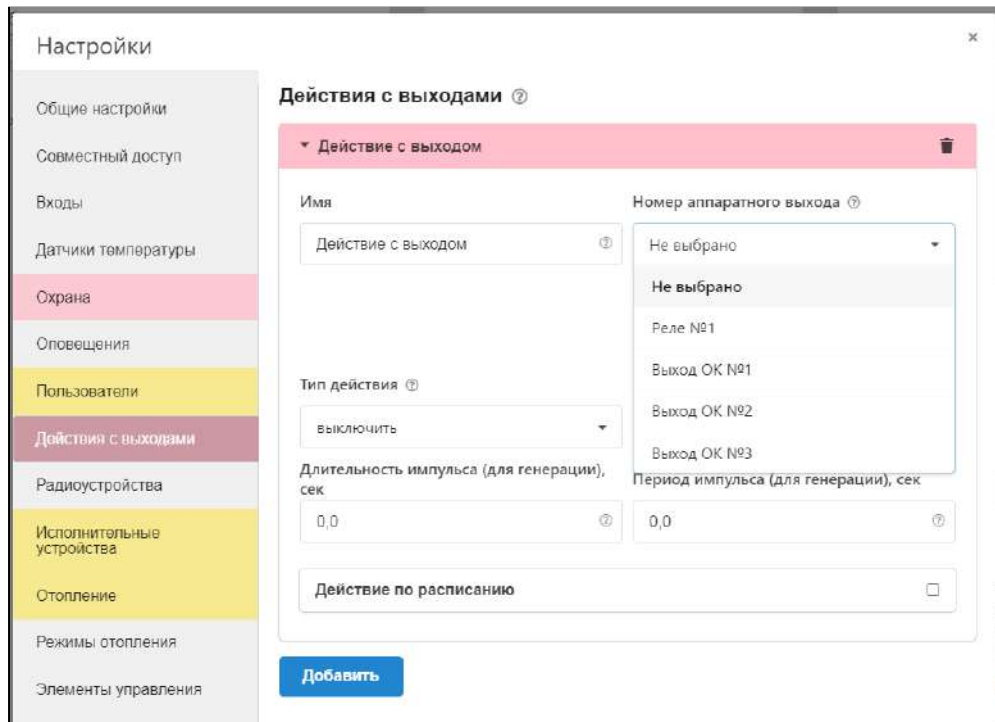 Настройки
×
Общие настройки
Совместный доступ
Входы
Датчики температуры
Охрана
Оповещения
Пользователи
Действия с выходами
Радиоустройства
Исполнительные
устройства
Отопление
Режимы отопления
Элементы управления
Действия с выходами ?
Действие с выходом
Имя
Действие с выходом ?
Номер аппаратного выхода ?
Не выбрано
Не выбрано
Реле №1
Выход ОК №1
Выход ОК №2
Выход ОК №3
Тип действия ?
выключить
Длительность импульса (для генерации),
сек
0,0 ?
Период импульса (для генерации), сек
0,0 ?
Действие по расписанию
Добавить